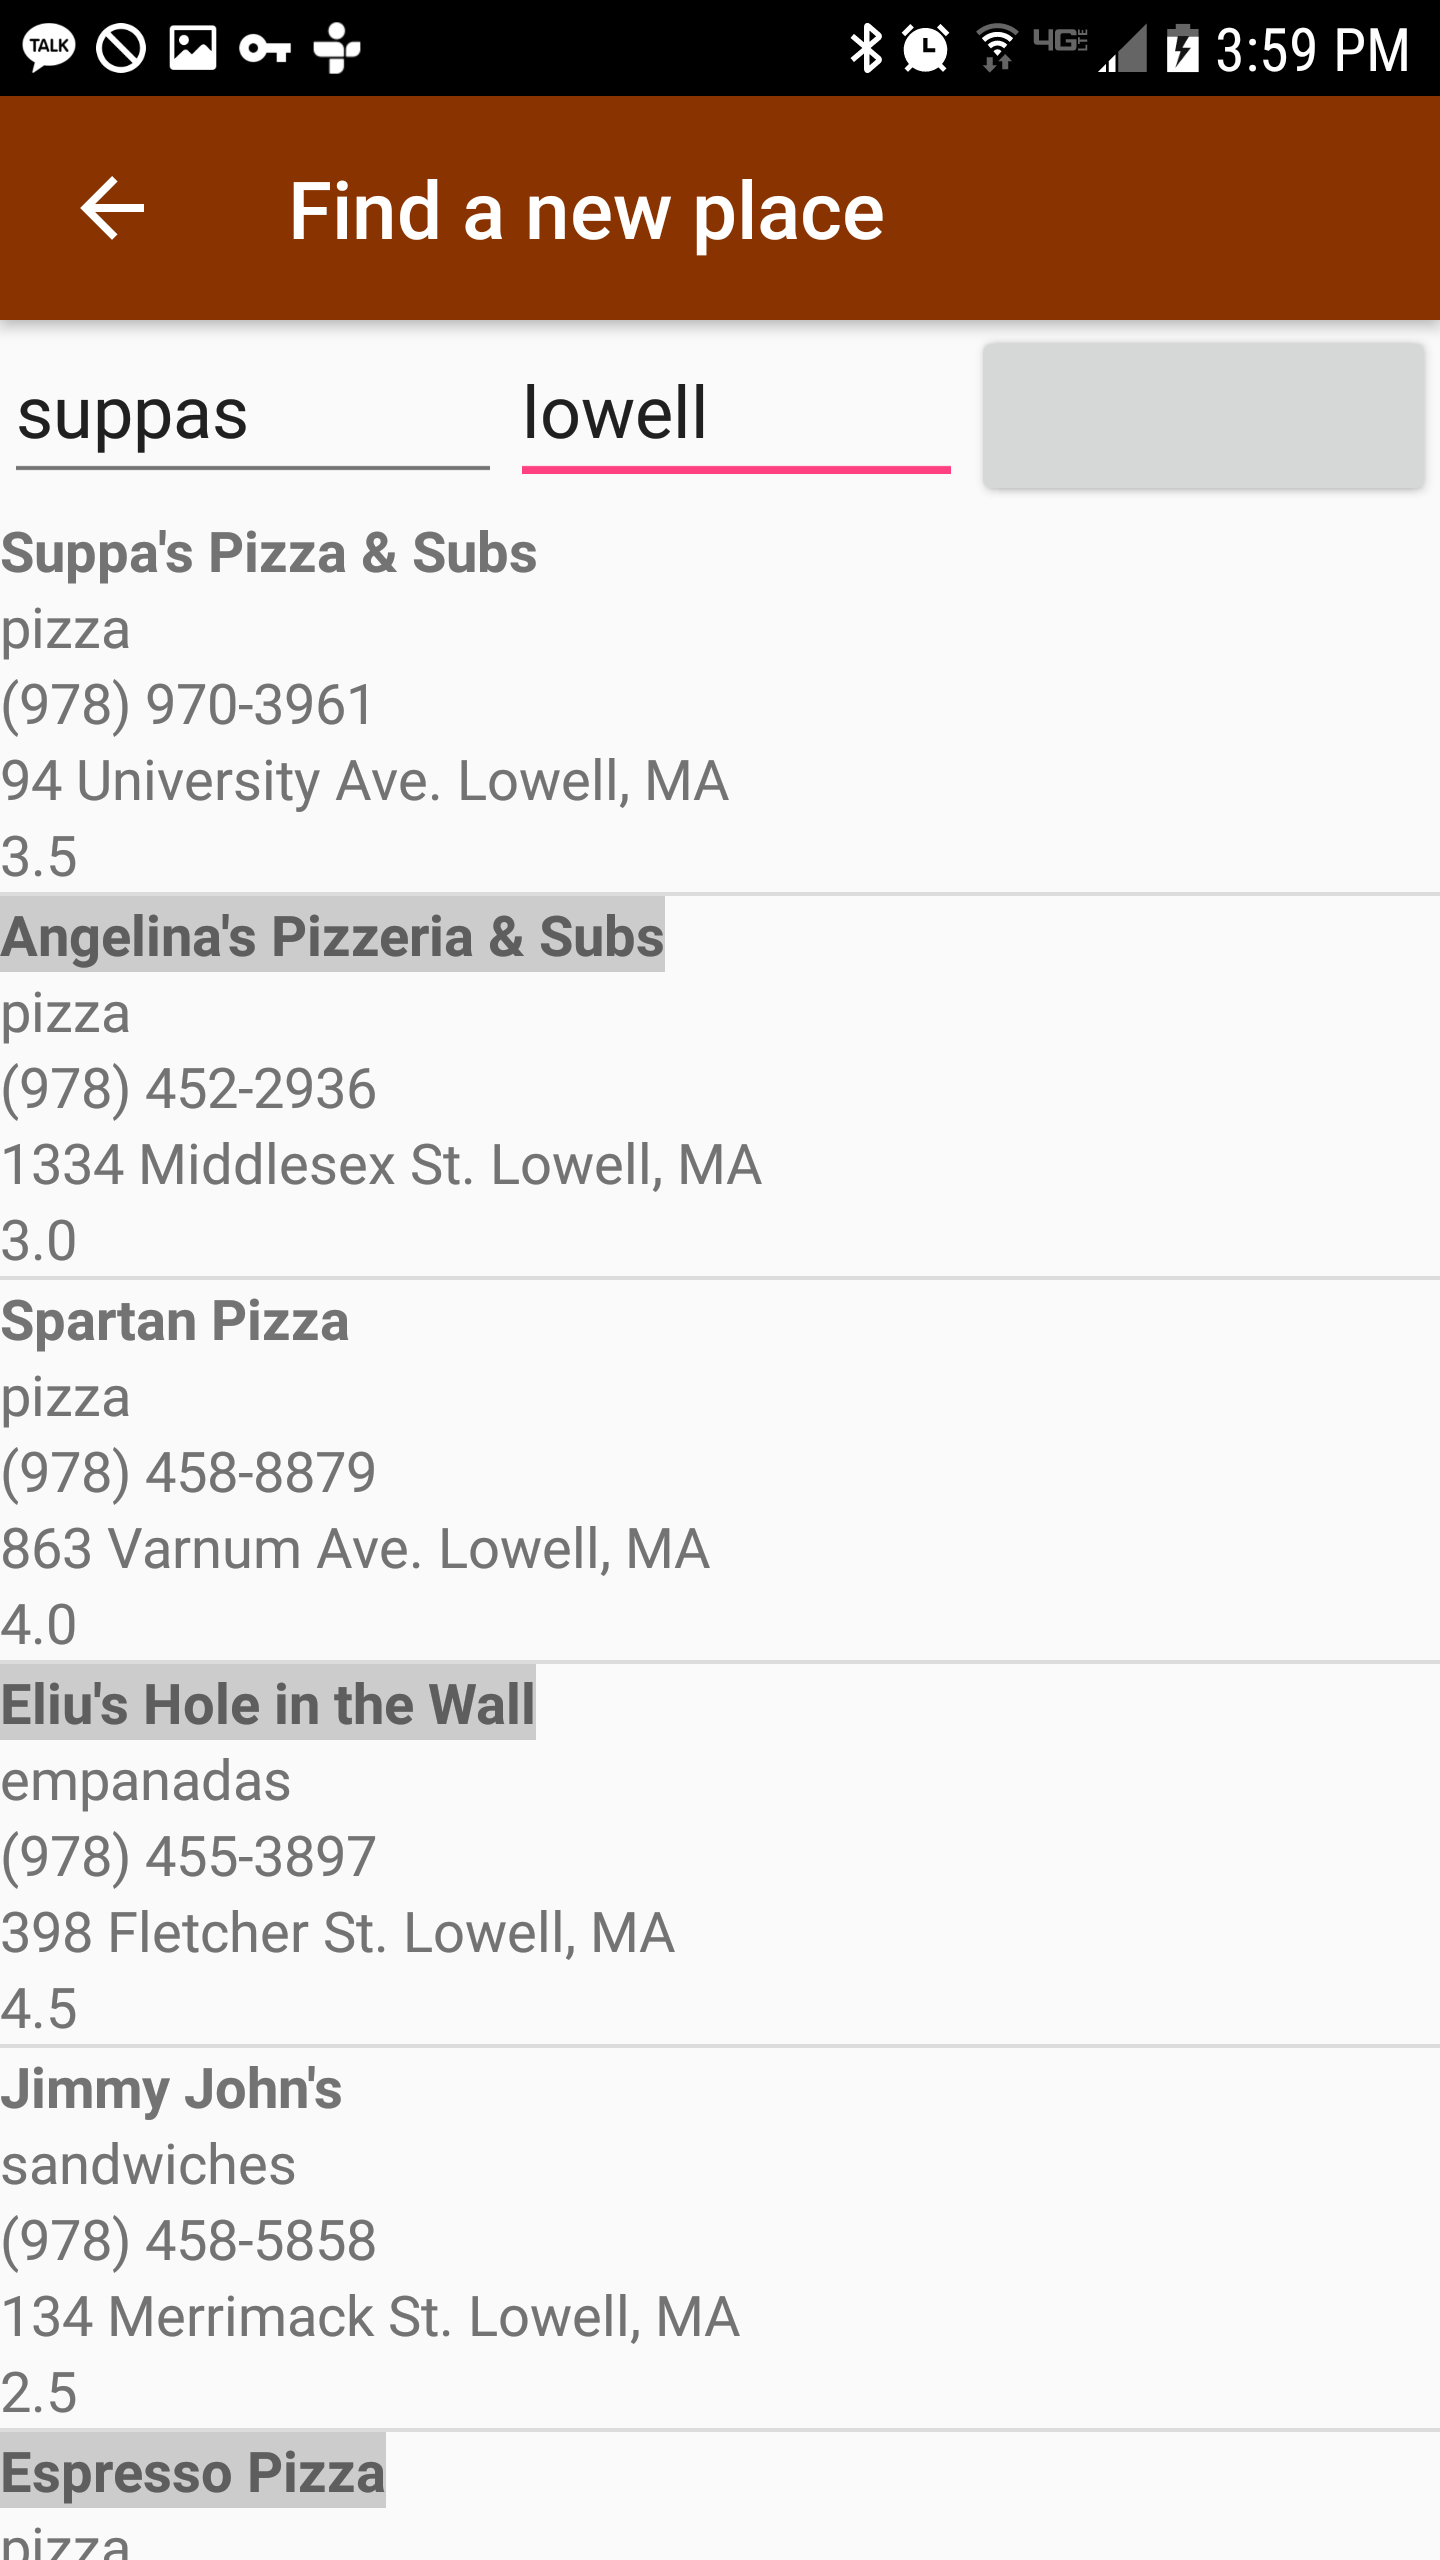 TALK
4G LTE
3:59 PM
Find a new place
suppas lowell
Suppa's Pizza & Subs
pizza
(978) 970-3961
94 University Ave. Lowell, MA
3.5
Angelina's Pizzeria & Subs
pizza
(978) 452-2936
1334 Middlesex St. Lowell, MA
3.0
Spartan Pizza
pizza
(978) 458-8879
863 Varnum Ave. Lowell, MA
4.0
Eliu's Hole in the Wall
empanadas
(978) 455-3897
398 Fletcher St. Lowell, MA
4.5
Jimmy John's
sandwiches
(978) 458-5858
134 Merrimack St. Lowell, MA
2.5
Espresso Pizza
pizza